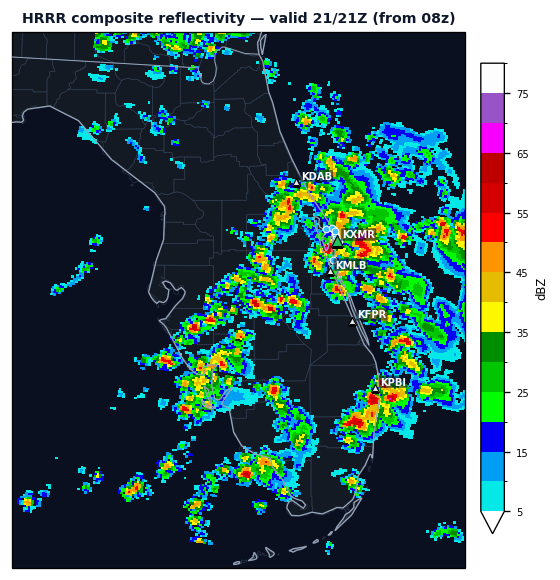 HRRR composite reflectivity — valid 21/21Z (from 08z)
KDAB
KXMR
KMLB
KFPR
KPBI
75
65
55
45
35
25
15
5
dBZ